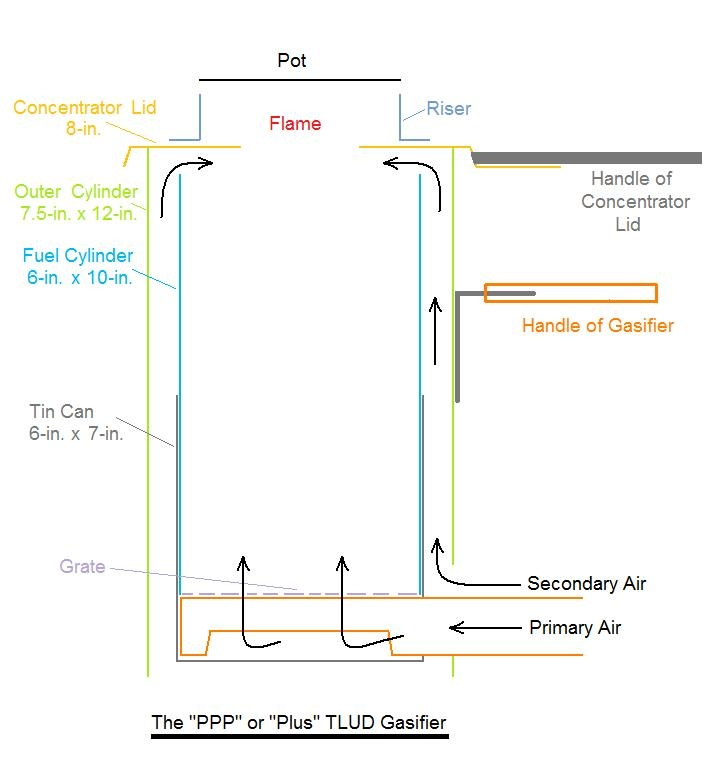 Pot
Concentrator Lid
8-in.
Riser
Flame
Handle of
Concentrator
Lid
Outer Cylinder
7.5-in. x 12-in.
Fuel Cylinder
6-in. x 10-in.
Handle of Gasifier
Tin Can
6-in. x 7-in.
Grate
Secondary Air
Primary Air
The "PPP" or "Plus" TLUD Gasifier